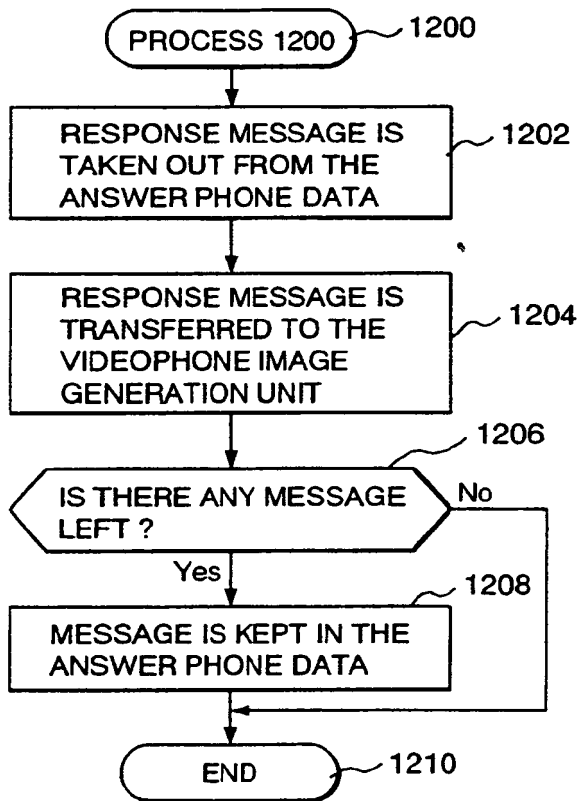 PROCESS 1200
1200
RESPONSE MESSAGE IS
TAKEN OUT FROM THE
ANSWER PHONE DATA
1202
RESPONSE MESSAGE IS
TRANSFERRED TO THE
VIDEOPHONE IMAGE
GENERATION UNIT
1204
1206
IS THERE ANY MESSAGE
LEFT ?
No
Yes
1208
MESSAGE IS KEPT IN THE
ANSWER PHONE DATA
END
1210